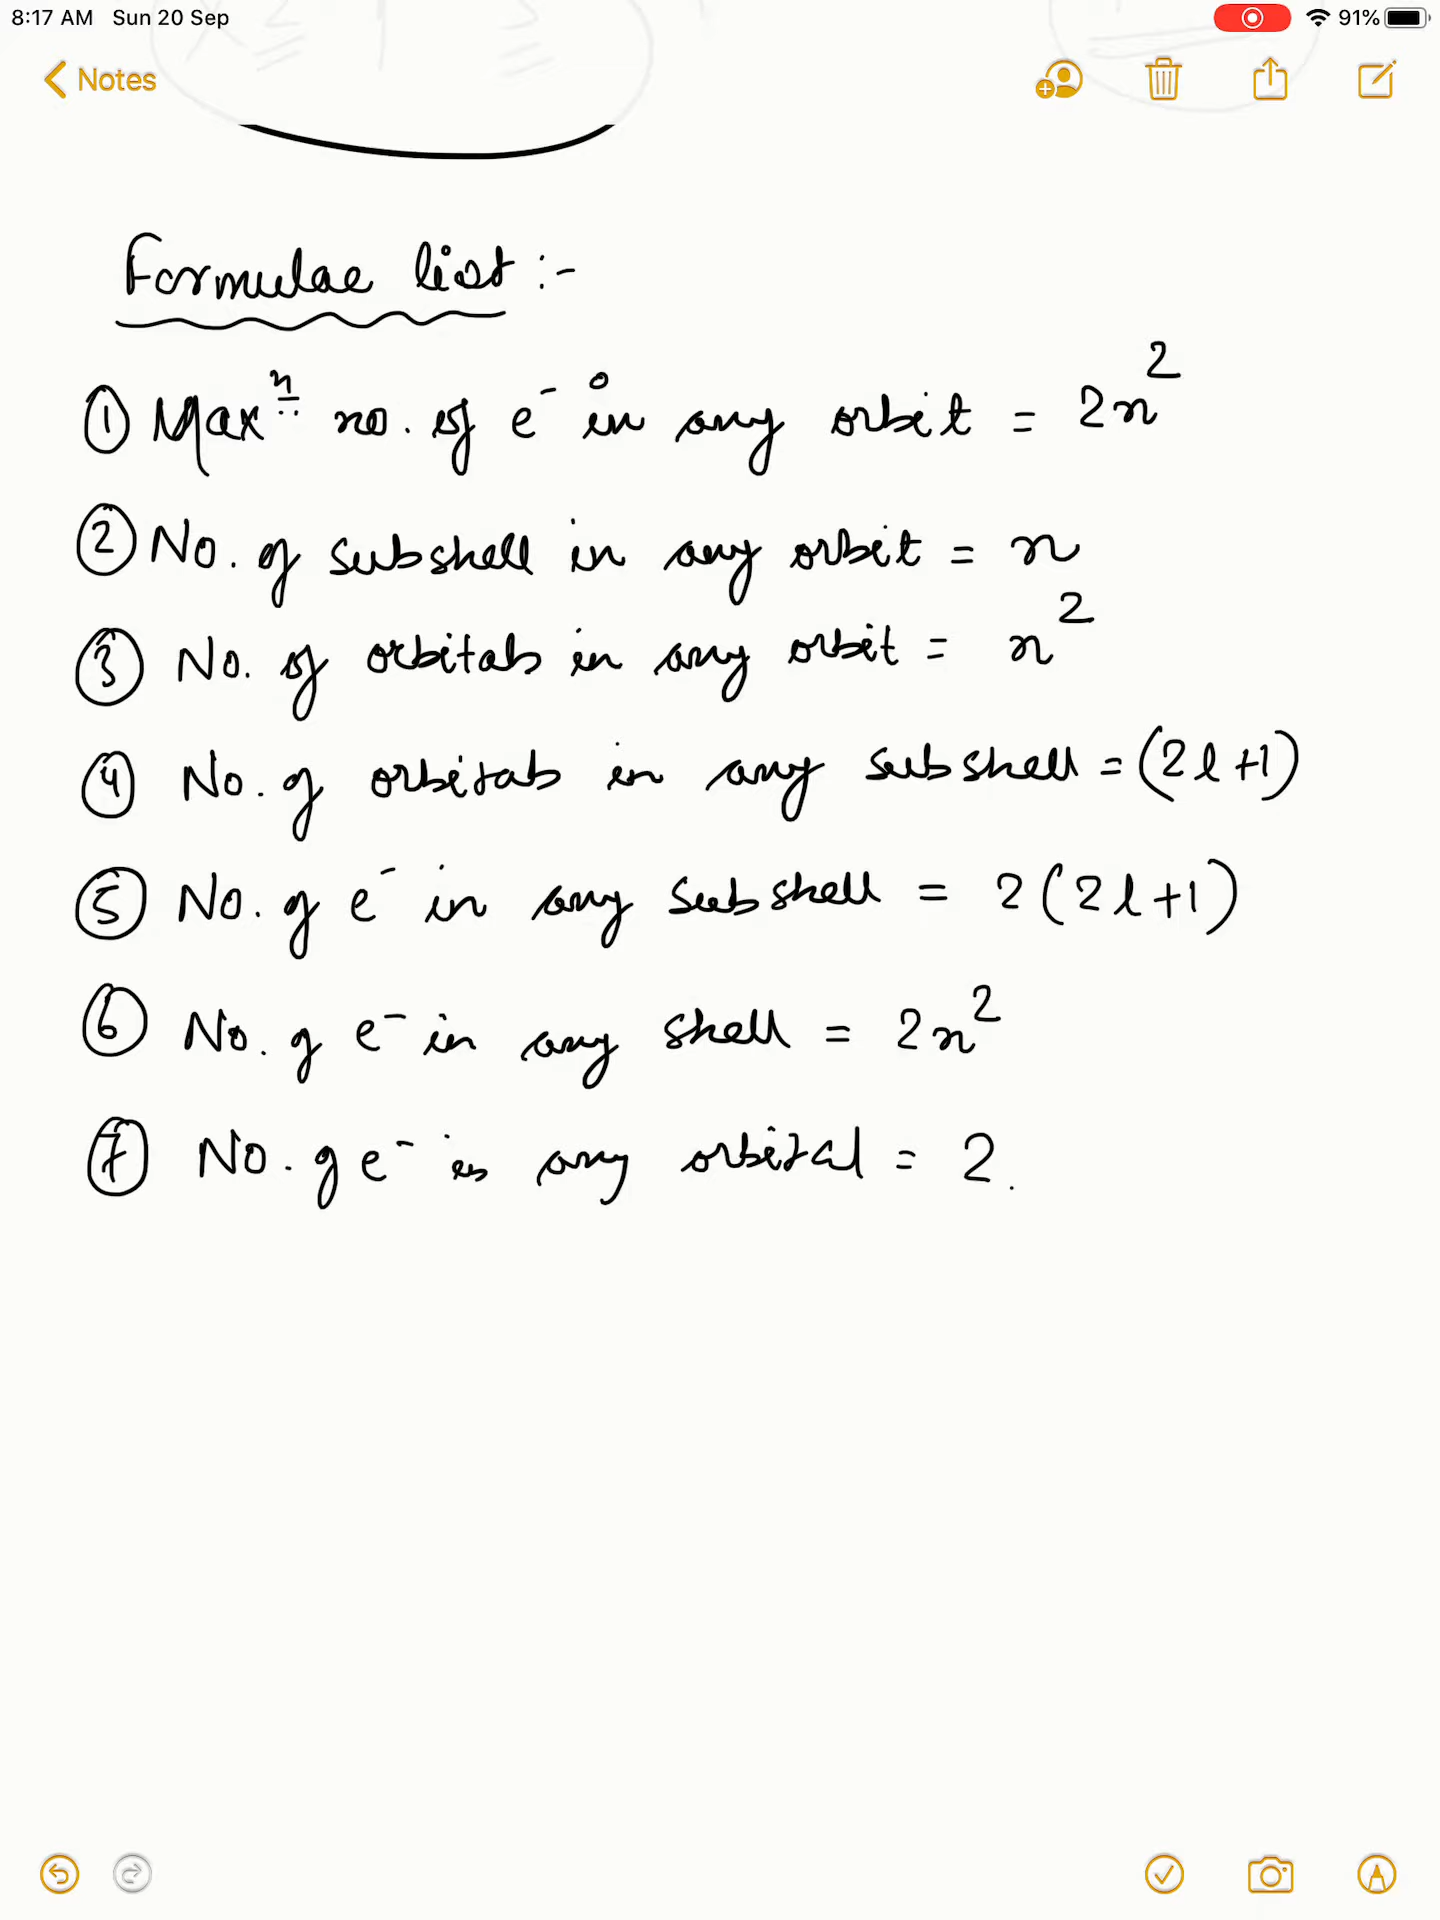 8:17 AM Sun 20 Sep 91%
Notes
Formulae list :-
① Maxⁿ no. of e⁻ in any orbit = 2n²
② No. of subshell in any orbit = n
③ No. of orbitals in any orbit = n²
④ No. of orbitals in any subshell = (2l+1)
⑤ No. of e⁻ in any subshell = 2(2l+1)
⑥ No. of e⁻ in any shell = 2n²
⑦ No. of e⁻ in any orbital = 2.